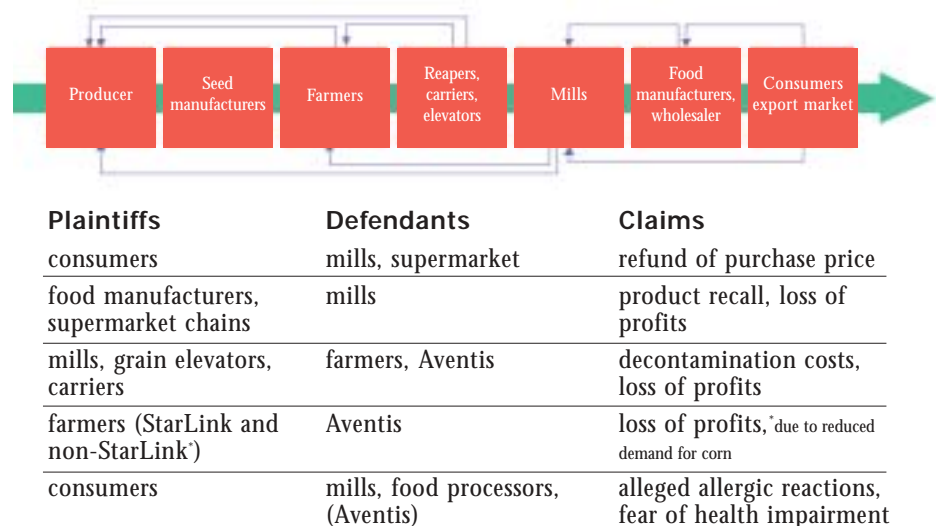 Producer
Seed
manufacturers
Farmers
Reapers,
carriers,
elevators
Mills
Food
manufacturers,
wholesaler
Consumers
export market
Plaintiffs Defendants Claims
consumers mills, supermarket refund of purchase price
food manufacturers, mills product recall, loss of
supermarket chains profits
mills, grain elevators, farmers, Aventis decontamination costs,
carriers loss of profits
farmers (StarLink and Aventis loss of profits,*due to reduced
non-StarLink*) demand for corn
consumers mills, food processors, alleged allergic reactions,
(Aventis) fear of health impairment